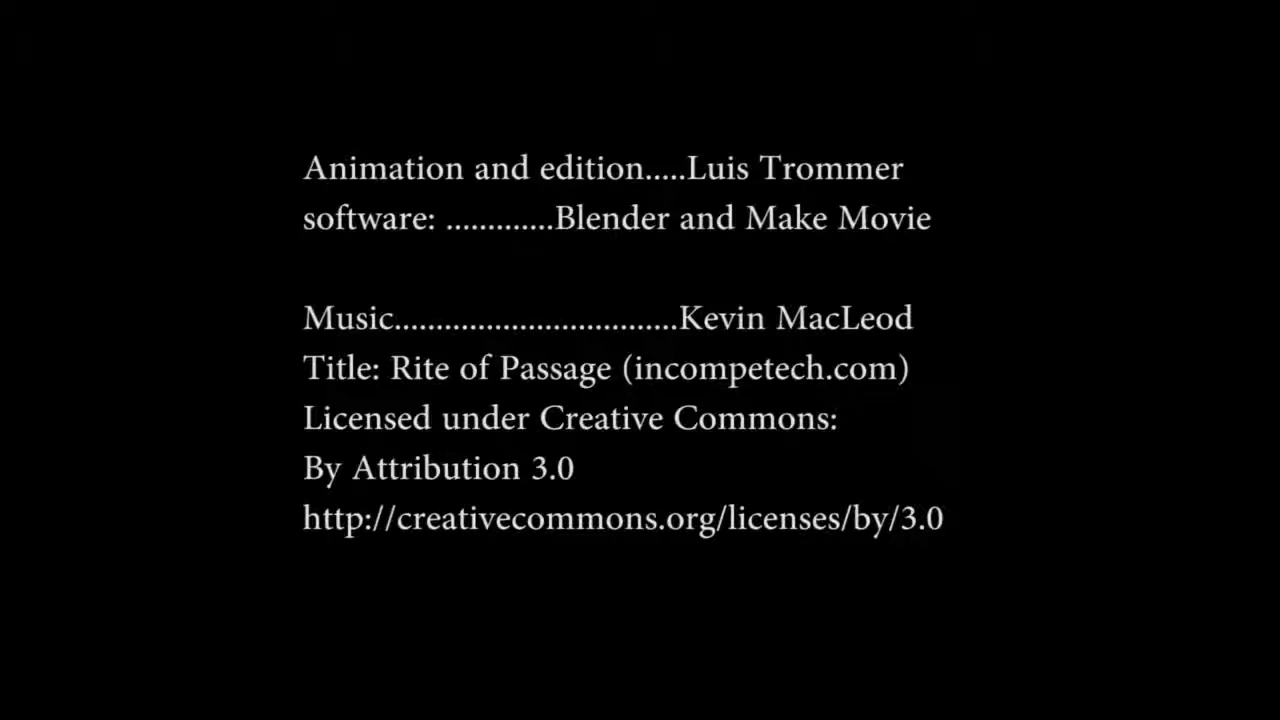 Animation and edition.....Luis Trommer
software: .............Blender and Make Movie
Music..................................Kevin MacLeod
Title: Rite of Passage (incompetech.com)
Licensed under Creative Commons:
By Attribution 3.0
http://creativecommons.org/licenses/by/3.0